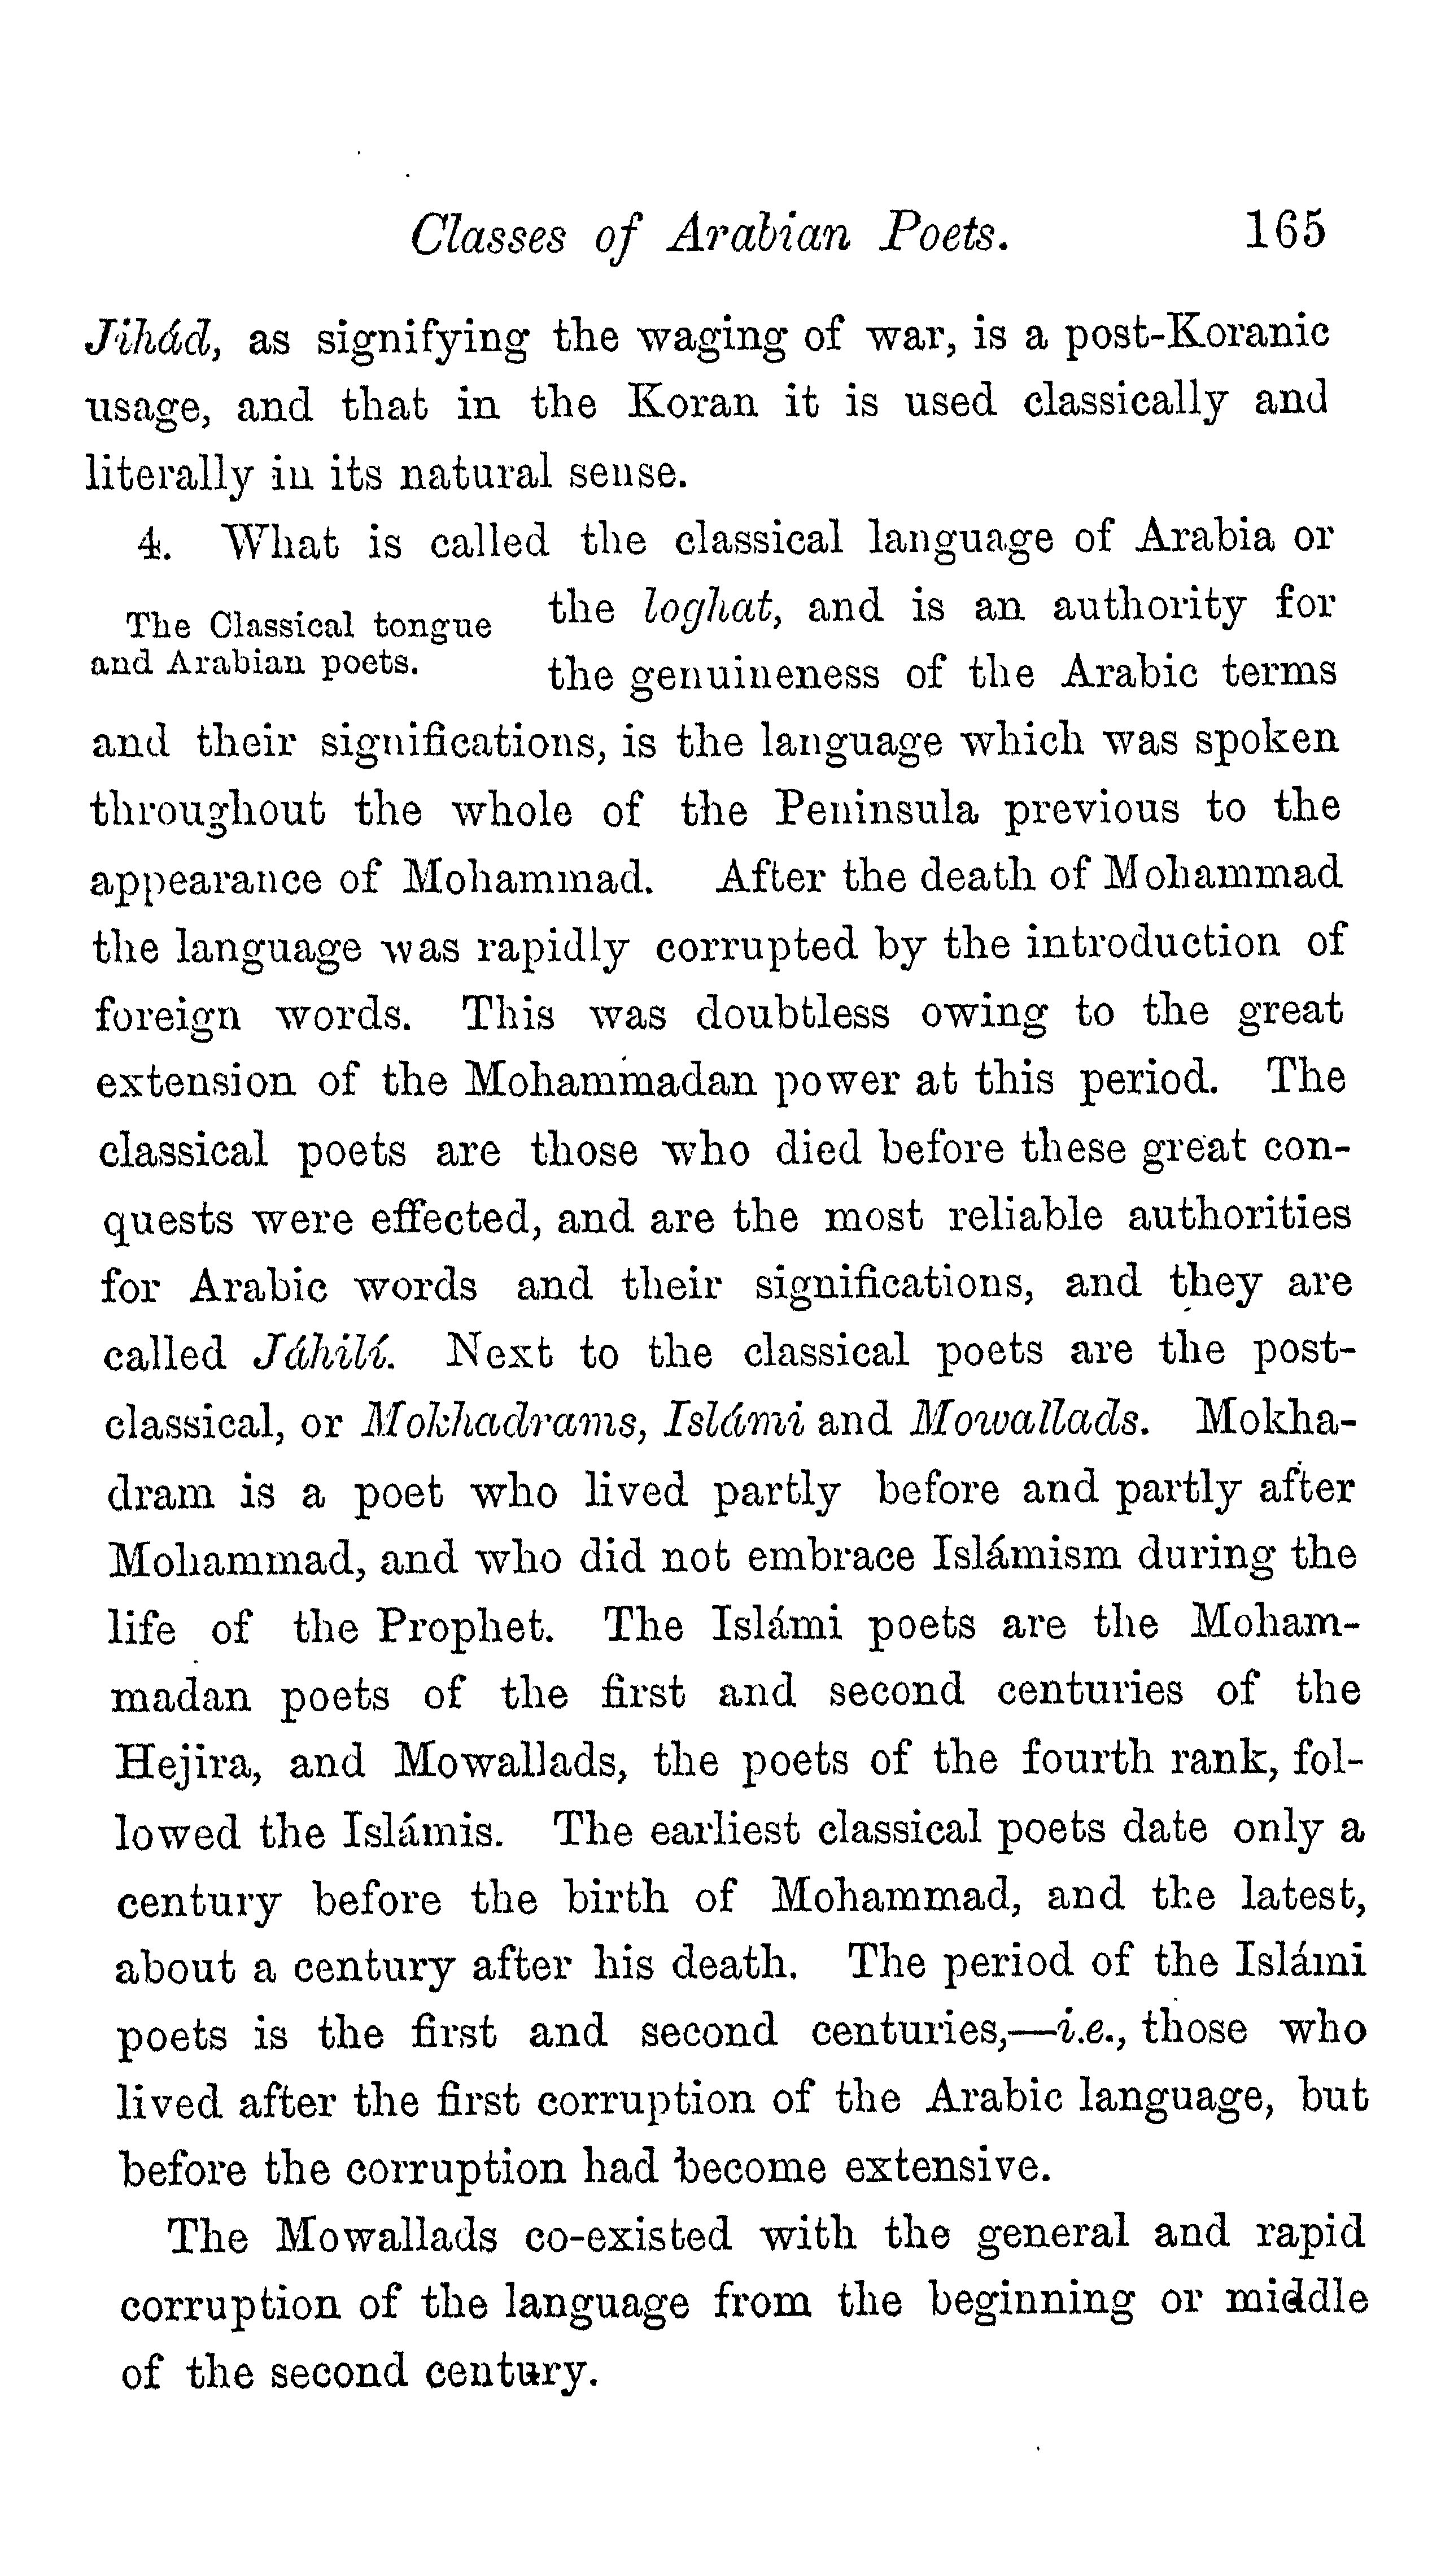 Classes of Arabian Poets. 165
Jihád, as signifying the waging of war, is a post-Koranic
usage, and that in the Koran it is used classically and
literally in its natural sense.
4. What is called the classical language of Arabia or
The Classical tongue
and Arabian poets.
the loghat, and is an authority for
the genuineness of the Arabic terms
and their significations, is the language which was spoken
throughout the whole of the Peninsula previous to the
appearance of Mohammad. After the death of Mohammad
the language was rapidly corrupted by the introduction of
foreign words. This was doubtless owing to the great
extension of the Mohammadan power at this period. The
classical poets are those who died before these great con-
quests were effected, and are the most reliable authorities
for Arabic words and their significations, and they are
called Jáhilí. Next to the classical poets are the post-
classical, or Mokhadrams, Islámi and Mowallads. Mokha-
dram is a poet who lived partly before and partly after
Mohammad, and who did not embrace Islámism during the
life of the Prophet. The Islámi poets are the Moham-
madan poets of the first and second centuries of the
Hejira, and Mowallads, the poets of the fourth rank, fol-
lowed the Islámis. The earliest classical poets date only a
century before the birth of Mohammad, and the latest,
about a century after his death. The period of the Islámi
poets is the first and second centuries,—i.e., those who
lived after the first corruption of the Arabic language, but
before the corruption had become extensive.
The Mowallads co-existed with the general and rapid
corruption of the language from the beginning or middle
of the second century.